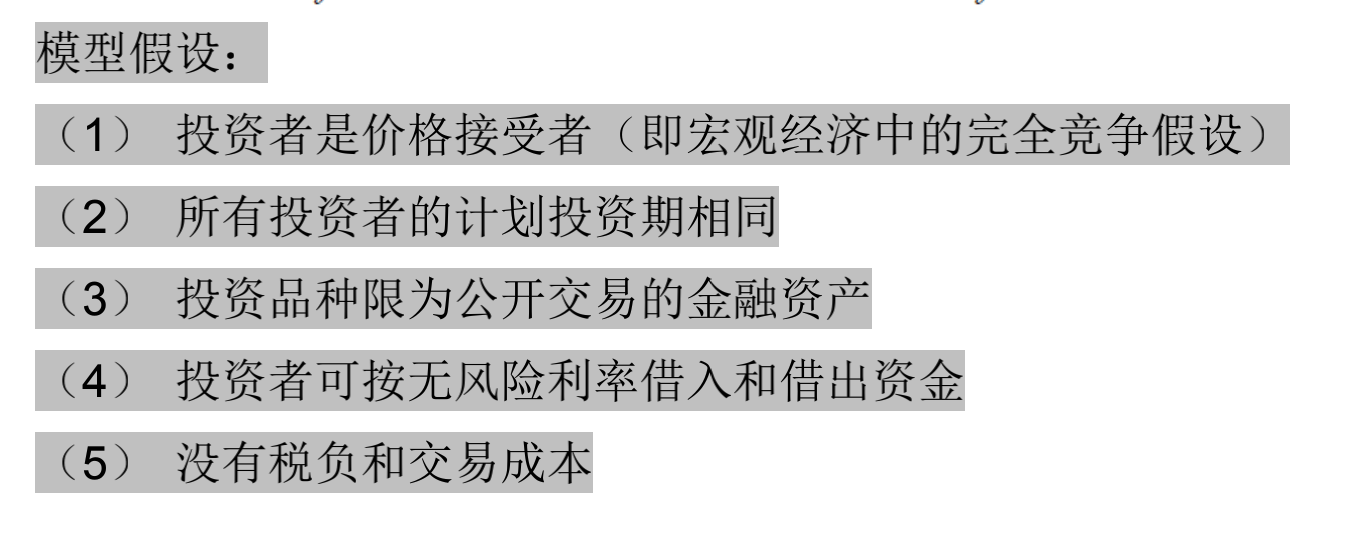 模型假设：
（1） 投资者是价格接受者（即宏观经济中的完全竞争假设）
（2） 所有投资者的计划投资期相同
（3） 投资品种限为公开交易的金融资产
（4） 投资者可按无风险利率借入和借出资金
（5） 没有税负和交易成本